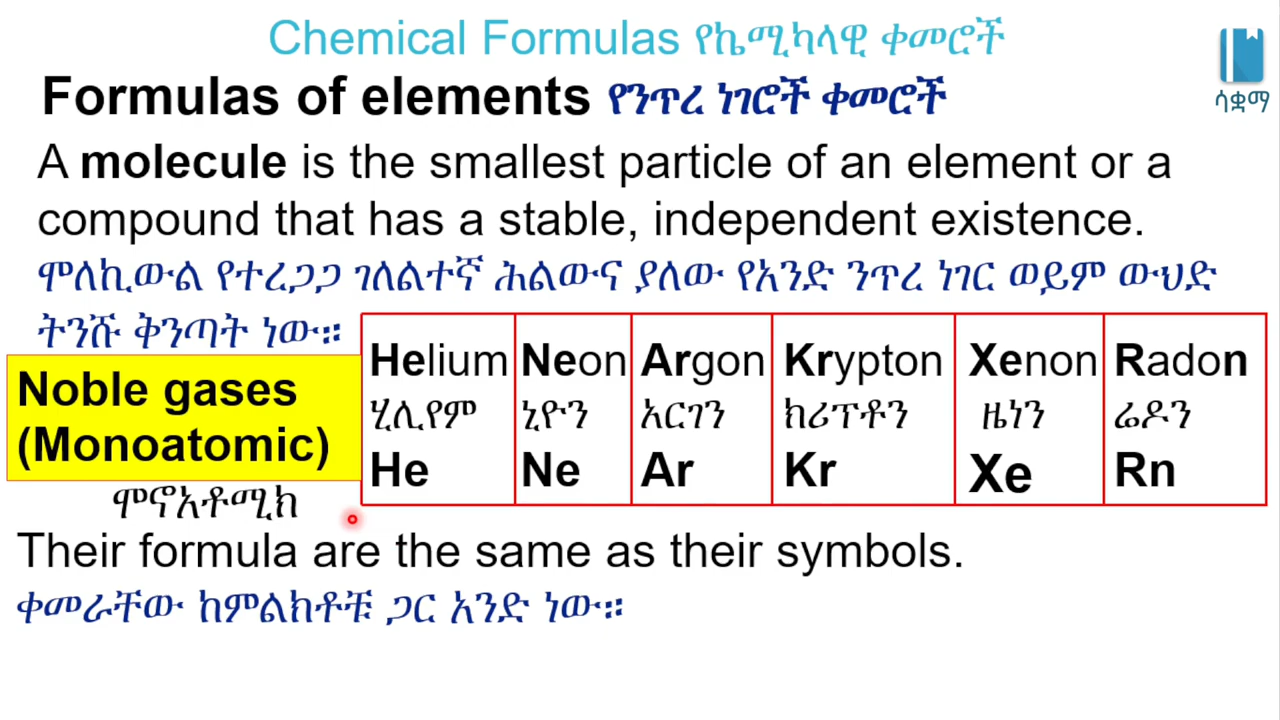 Chemical Formulas የኬሚካላዊ ቀመሮች
ሳቋማ
Formulas of elements የንጥረ ነገሮች ቀመሮች
A molecule is the smallest particle of an element or a
compound that has a stable, independent existence.
ሞለኪውል የተረጋጋ ገለልተኛ ሕልውና ያለው የአንድ ንጥረ ነገር ወይም ውህድ
ትንሹ ቅንጣት ነው።
Noble gases
(Monoatomic)
ሞኖአቶሚክ
Helium Neon Argon Krypton Xenon Radon
ሂሊየም ኒዮን አርገን ክሪፕቶን ዜነን ሬዶን
He Ne Ar Kr Xe Rn
Their formula are the same as their symbols.
ቀመራቸው ከምልክቶቹ ጋር አንድ ነው።